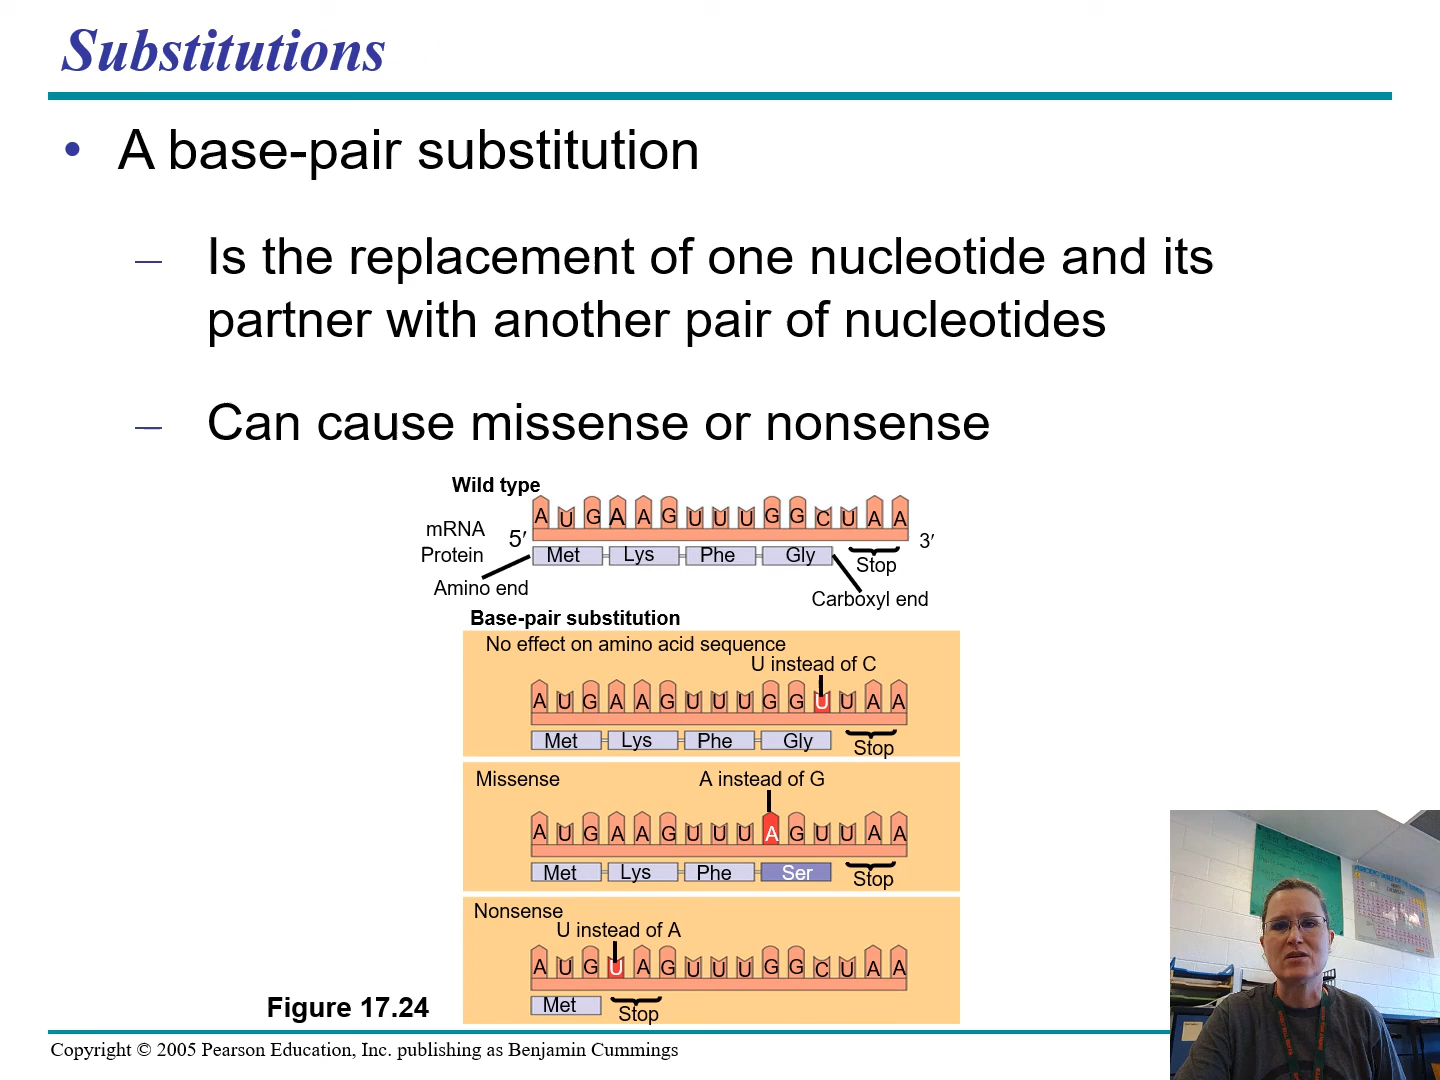 Substitutions
• A base-pair substitution
– Is the replacement of one nucleotide and its
partner with another pair of nucleotides
– Can cause missense or nonsense
Wild type
A U G A A G U U U G G C U A A
mRNA 5′ 3′
Protein Met Lys Phe Gly Stop
Amino end
Carboxyl end
Base-pair substitution
No effect on amino acid sequence
U instead of C
A U G A A G U U U G G U U A A
Met Lys Phe Gly Stop
Missense A instead of G
A U G A A G U U U A G U U A A
Met Lys Phe Ser Stop
Nonsense
U instead of A
A U G U A G U U U G G C U A A
Met Stop
Figure 17.24
Copyright © 2005 Pearson Education, Inc. publishing as Benjamin Cummings